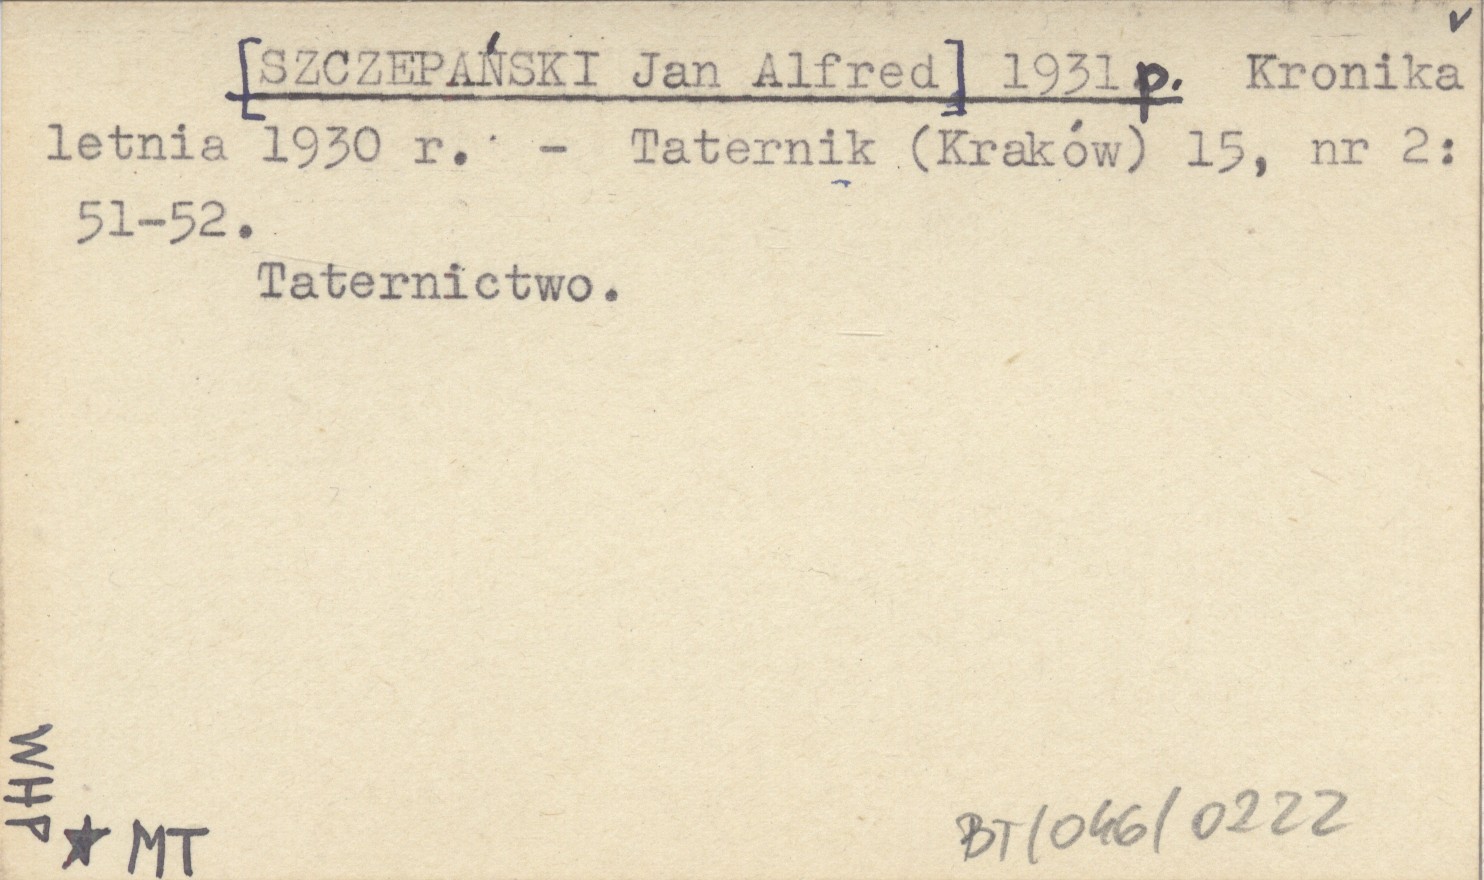 [SZCZEPAŃSKI Jan Alfred] 1931 p. Kronika
letnia 1930 r. - Taternik (Kraków) 15, nr 2:
51-52.
Taternictwo.
WHP
★ MT
BT/046/0222